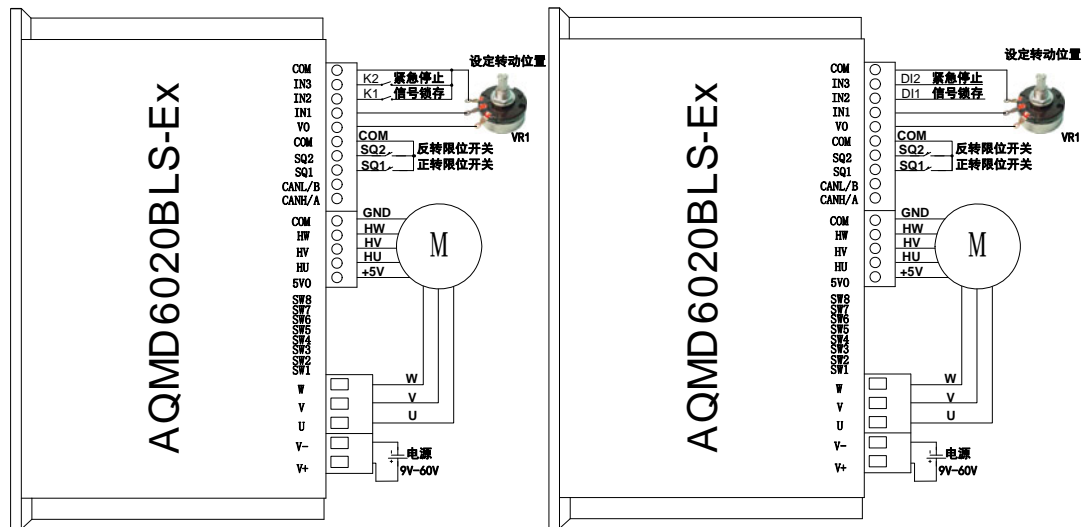 AQMD6020BLS-Ex
COM
IN3
IN2
IN1
VO
COM
SQ2
SQ1
CANL/B
CANH/A
COM
HW
HV
HU
5VO
SW8
SW7
SW6
SW5
SW4
SW3
SW2
SW1
W
V
U
V-
V+
设定转动位置
K2 紧急停止
K1 信号锁存
VR1
COM
SQ2 反转限位开关
SQ1 正转限位开关
GND
HW
HV
HU
+5V
M
W
V
U
电源
9V-60V
AQMD6020BLS-Ex
COM
IN3
IN2
IN1
VO
COM
SQ2
SQ1
CANL/B
CANH/A
COM
HW
HV
HU
5VO
SW8
SW7
SW6
SW5
SW4
SW3
SW2
SW1
W
V
U
V-
V+
设定转动位置
DI2 紧急停止
DI1 信号锁存
VR1
COM
SQ2 反转限位开关
SQ1 正转限位开关
GND
HW
HV
HU
+5V
M
W
V
U
电源
9V-60V